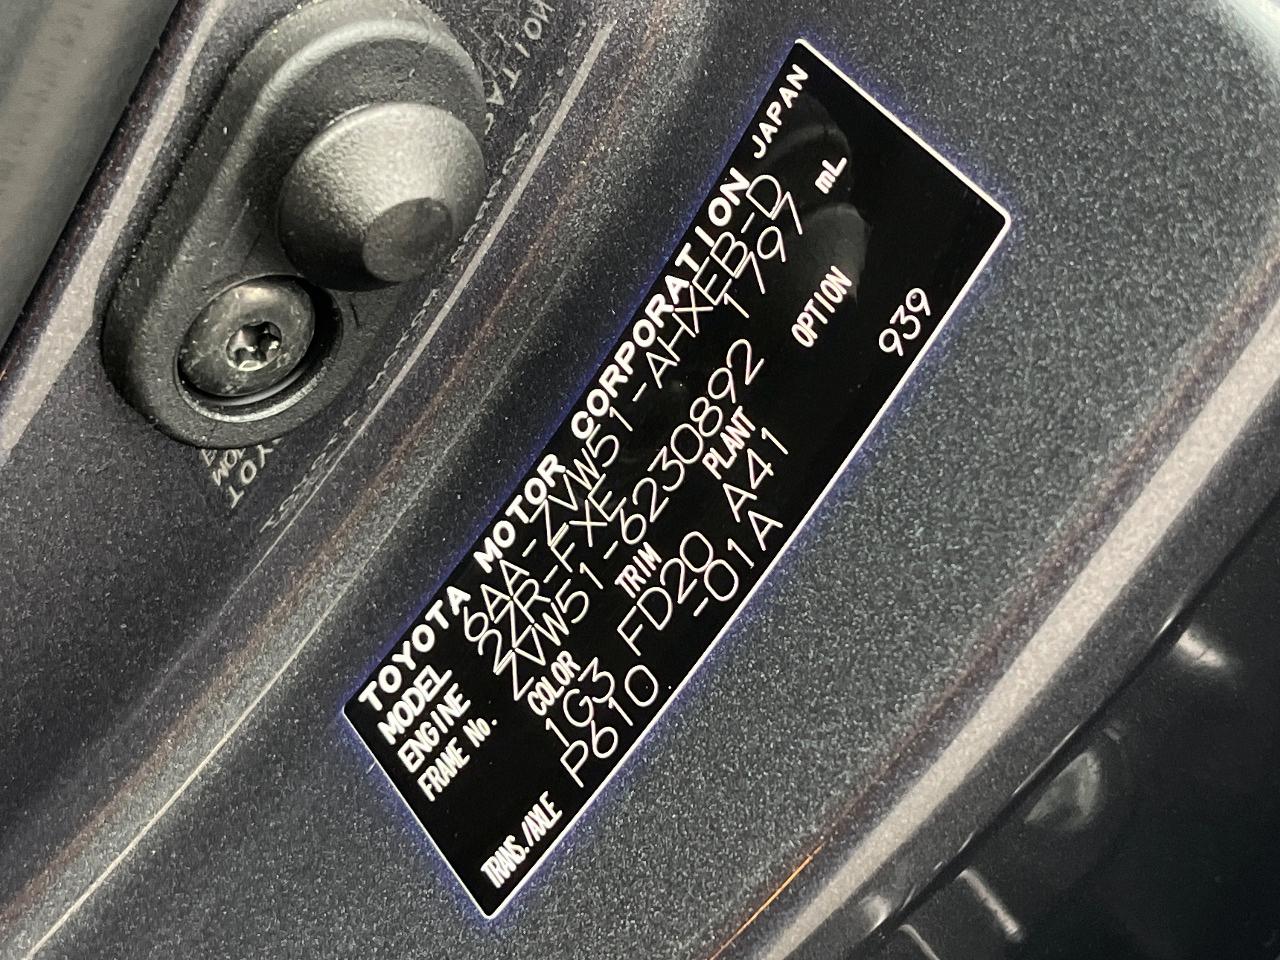 TOYOTA MOTOR CORPORATION JAPAN
MODEL 6AA-ZVW51-AHXEB-D
ENGINE 2ZR-FXE 1797 mL
FRAME No. ZVW51-6230892
COLOR TRIM PLANT OPTION
1G3 FD20 A41 939
TRANS./AXLE P610 -01A